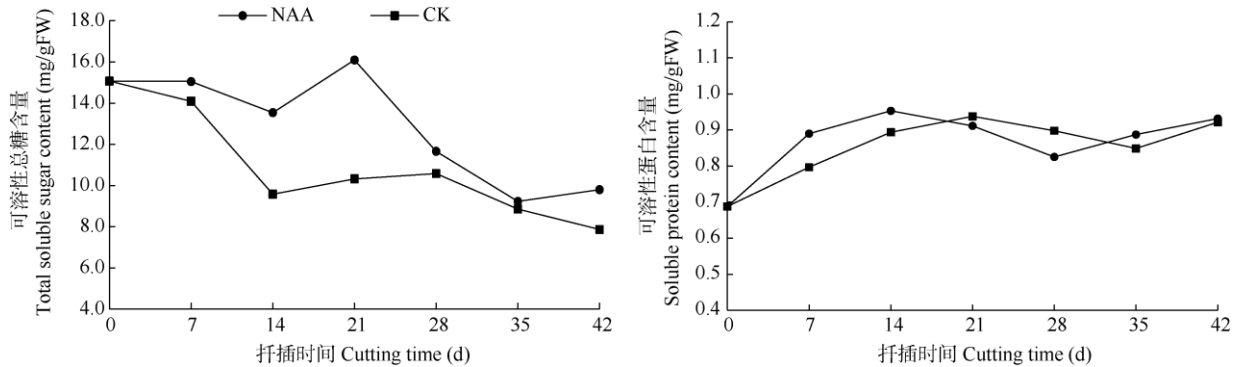 NAA
CK
18.0
16.0
14.0
12.0
10.0
8.0
6.0
4.0
可溶性总糖含量
Total soluble sugar content (mg/gFW)
0 7 14 21 28 35 42
扦插时间 Cutting time (d)
1.2
1.1
1.0
0.9
0.8
0.7
0.6
0.5
0.4
可溶性蛋白含量
Soluble protein content (mg/gFW)
0 7 14 21 28 35 42
扦插时间 Cutting time (d)